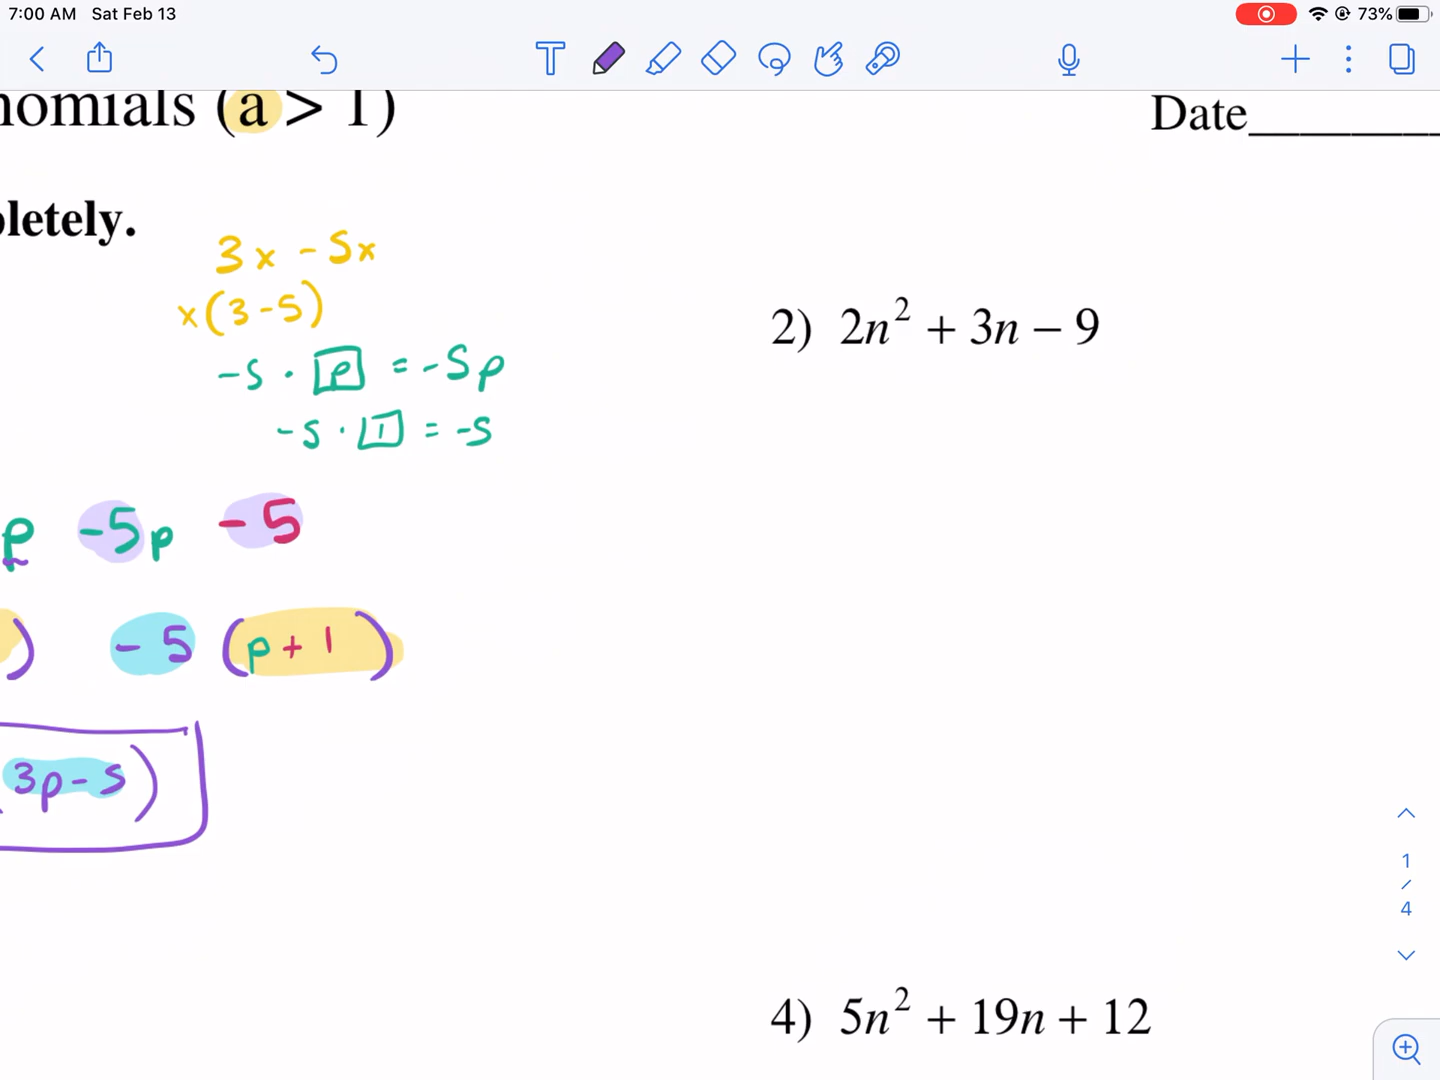 7:00 AM Sat Feb 13
73%
nomials (a > 1)
Date________
letely.
3x - 5x
x(3-5)
-5 · p = -5p
-5 · 1 = -5
2) 2n² + 3n − 9
p -5p - 5
) - 5 (p + 1)
3p - 5)
1
/
4
4) 5n² + 19n + 12